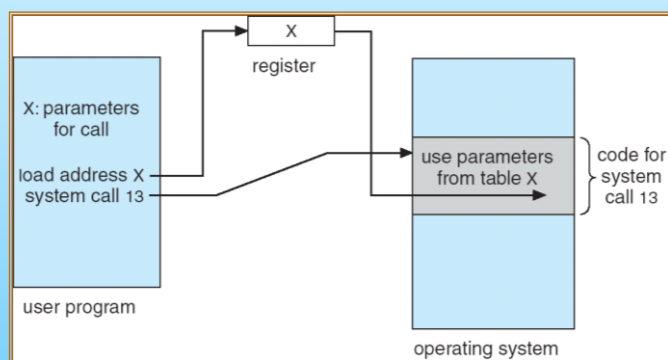 X
register
X: parameters
for call
load address X
system call 13
user program
use parameters
from table X
code for
system
call 13
operating system